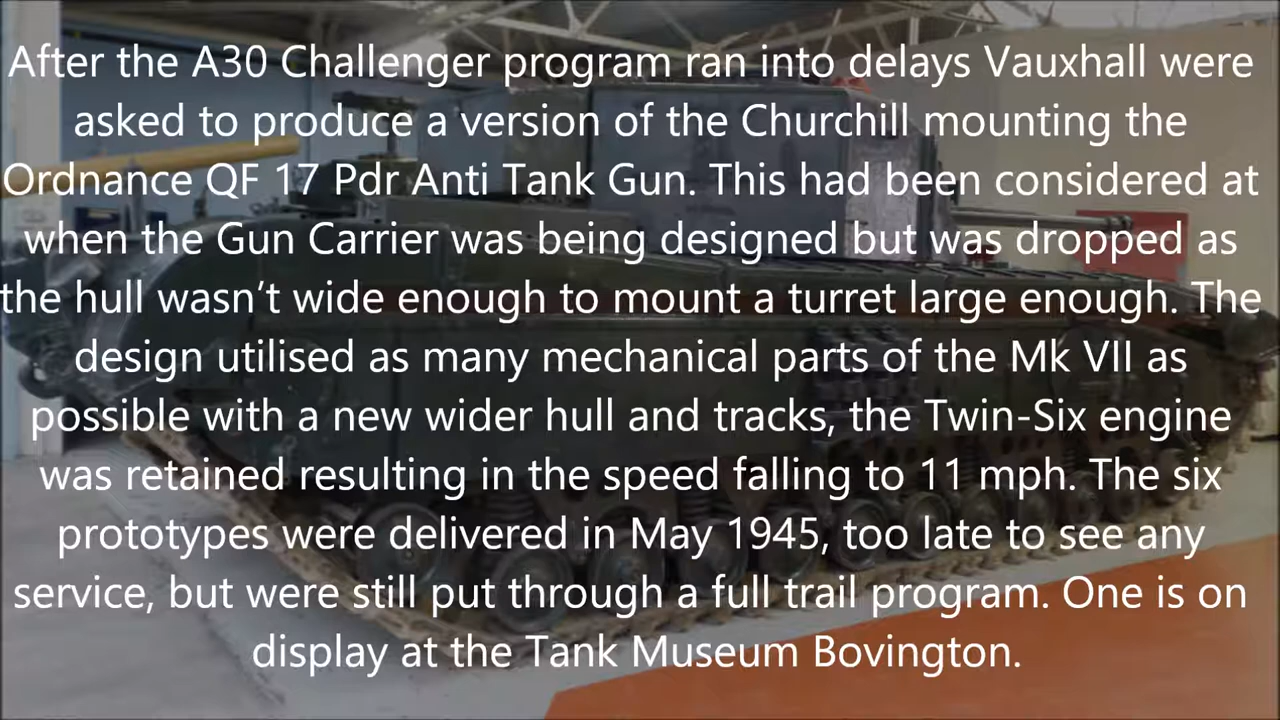 After the A30 Challenger program ran into delays Vauxhall were
asked to produce a version of the Churchill mounting the
Ordnance QF 17 Pdr Anti Tank Gun. This had been considered at
when the Gun Carrier was being designed but was dropped as
the hull wasn’t wide enough to mount a turret large enough. The
design utilised as many mechanical parts of the Mk VII as
possible with a new wider hull and tracks, the Twin-Six engine
was retained resulting in the speed falling to 11 mph. The six
prototypes were delivered in May 1945, too late to see any
service, but were still put through a full trail program. One is on
display at the Tank Museum Bovington.